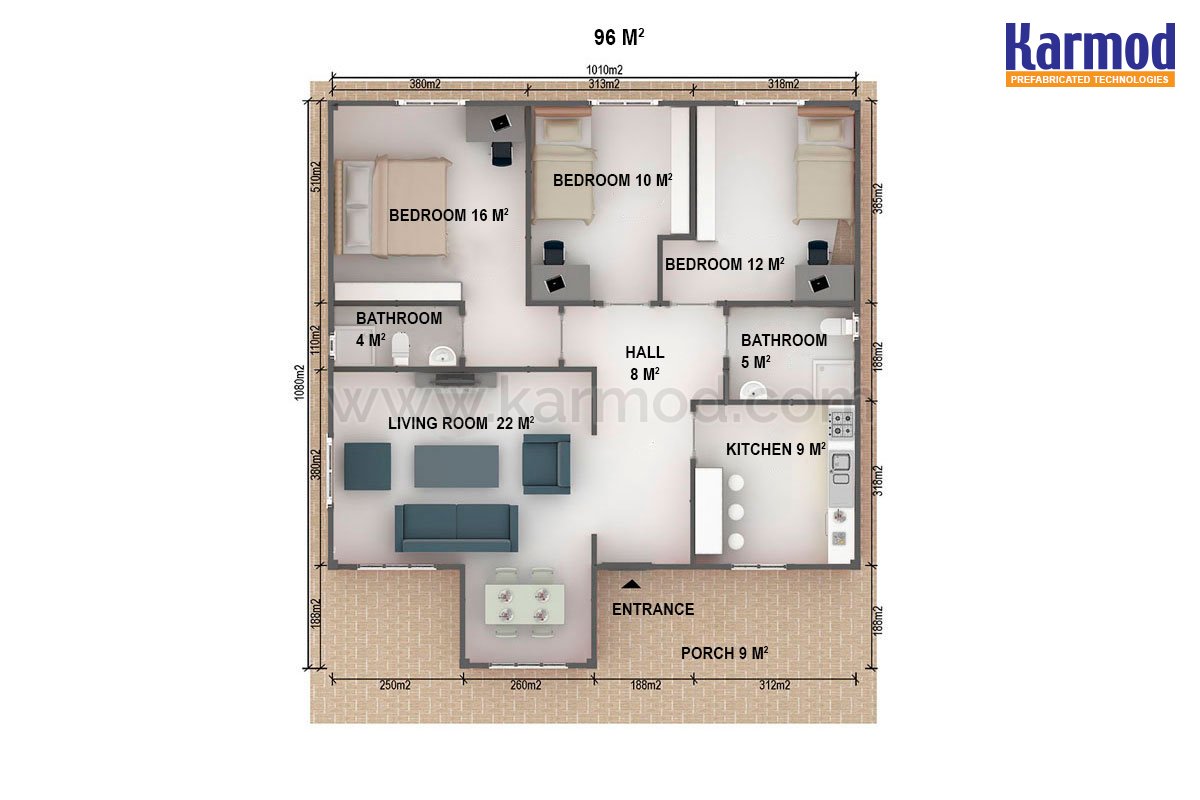 96 M²
Karmod
PREFABRICATED TECHNOLOGIES
1010m2
380m2
313m2
318m2
510m2
385m2
BEDROOM 10 M²
BEDROOM 16 M²
BEDROOM 12 M²
BATHROOM
4 M²
BATHROOM
5 M²
HALL
8 M²
110m2
188m2
1080m2
www.karmod.com
LIVING ROOM 22 M²
KITCHEN 9 M²
380m2
318m2
ENTRANCE
188m2
188m2
PORCH 9 M²
250m2
260m2
188m2
312m2